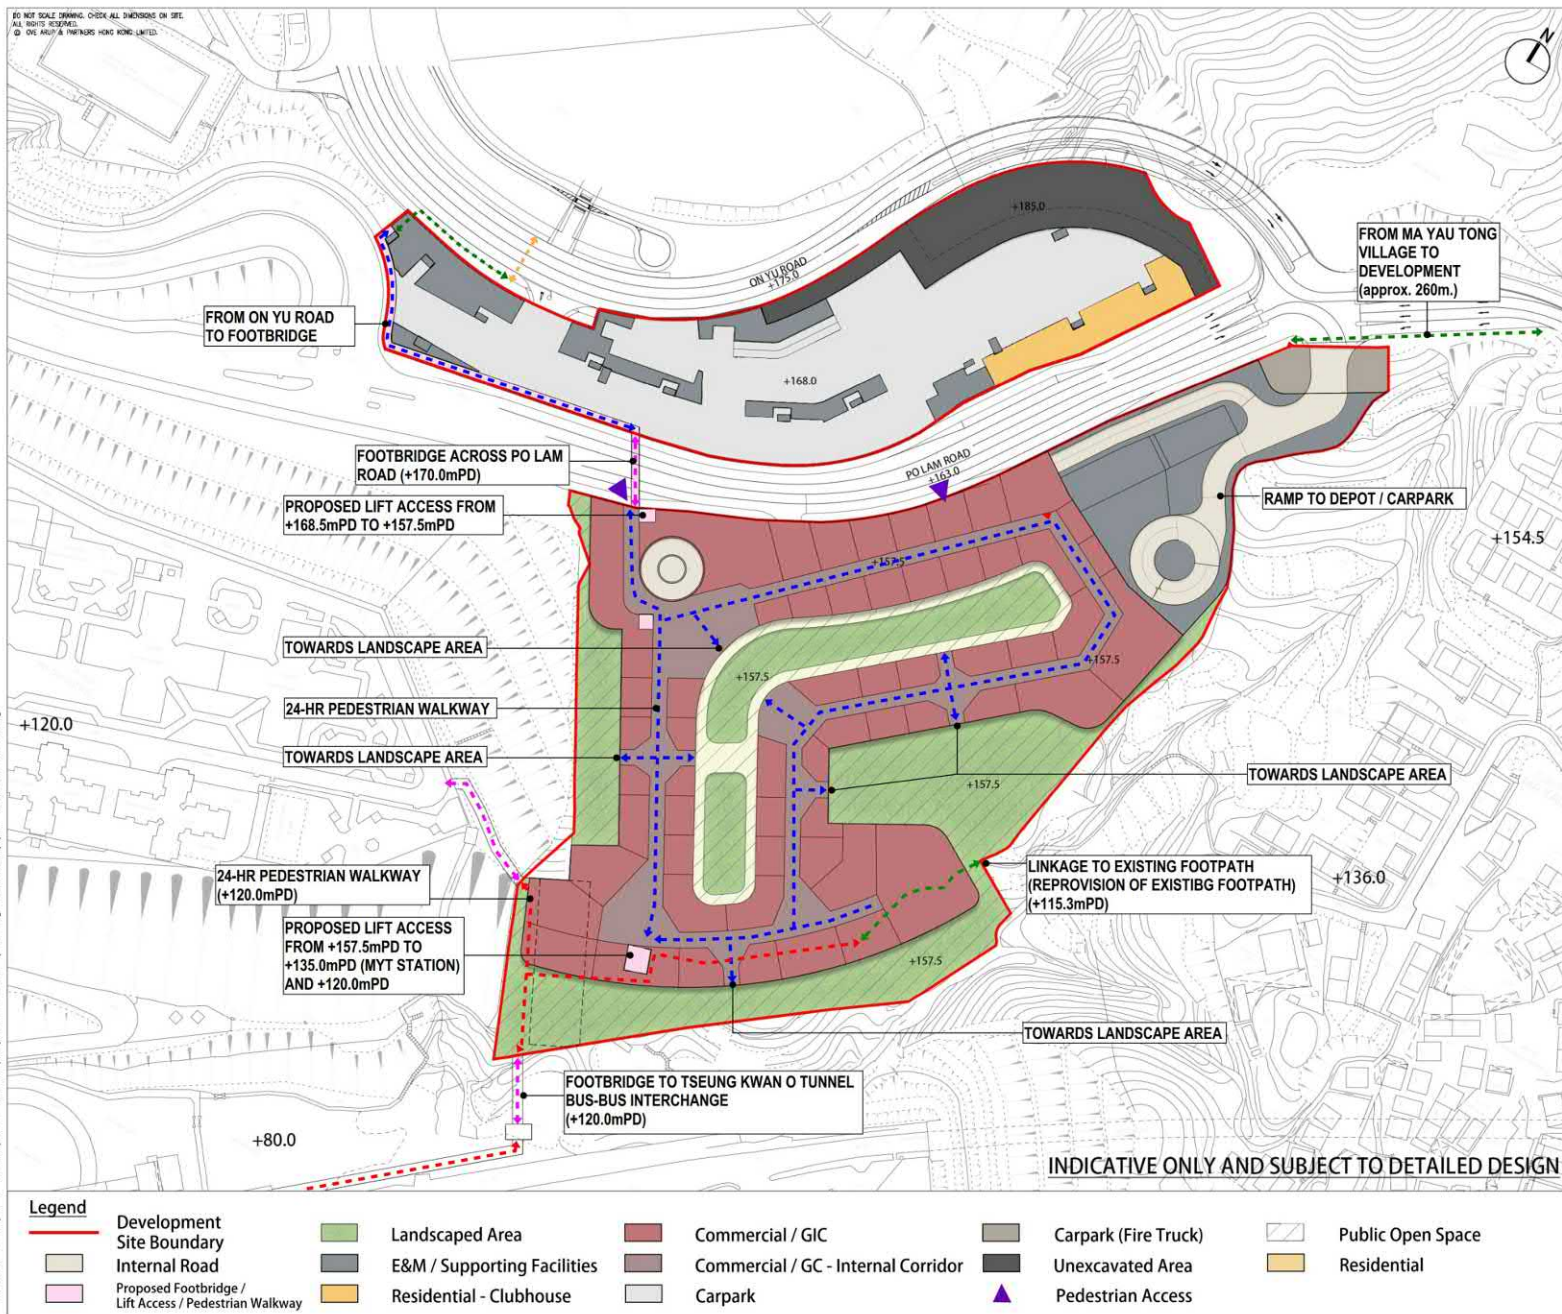 DO NOT SCALE DRAWING. CHECK ALL DIMENSIONS ON SITE.
ALL RIGHTS RESERVED.
© OVE ARUP & PARTNERS HONG KONG LIMITED.
N
+185.0
FROM MA YAU TONG
VILLAGE TO
DEVELOPMENT
(approx. 260m.)
ON YU ROAD
+175.0
FROM ON YU ROAD
TO FOOTBRIDGE
+168.0
FOOTBRIDGE ACROSS PO LAM
ROAD (+170.0mPD)
PO LAM ROAD
+163.0
RAMP TO DEPOT / CARPARK
PROPOSED LIFT ACCESS FROM
+168.5mPD TO +157.5mPD
+154.5
+157.5
TOWARDS LANDSCAPE AREA
+157.5
+157.5
24-HR PEDESTRIAN WALKWAY
+120.0
TOWARDS LANDSCAPE AREA
TOWARDS LANDSCAPE AREA
+157.5
24-HR PEDESTRIAN WALKWAY
(+120.0mPD)
LINKAGE TO EXISTING FOOTPATH
(REPROVISION OF EXISTIBG FOOTPATH)
(+115.3mPD)
+136.0
PROPOSED LIFT ACCESS
FROM +157.5mPD TO
+135.0mPD (MYT STATION)
AND +120.0mPD
+157.5
TOWARDS LANDSCAPE AREA
FOOTBRIDGE TO TSEUNG KWAN O TUNNEL
BUS-BUS INTERCHANGE
(+120.0mPD)
+80.0
INDICATIVE ONLY AND SUBJECT TO DETAILED DESIGN
Legend
Development
Site Boundary
Landscaped Area
Commercial / GIC
Carpark (Fire Truck)
Public Open Space
Internal Road
E&M / Supporting Facilities
Commercial / GC - Internal Corridor
Unexcavated Area
Residential
Proposed Footbridge /
Lift Access / Pedestrian Walkway
Residential - Clubhouse
Carpark
Pedestrian Access